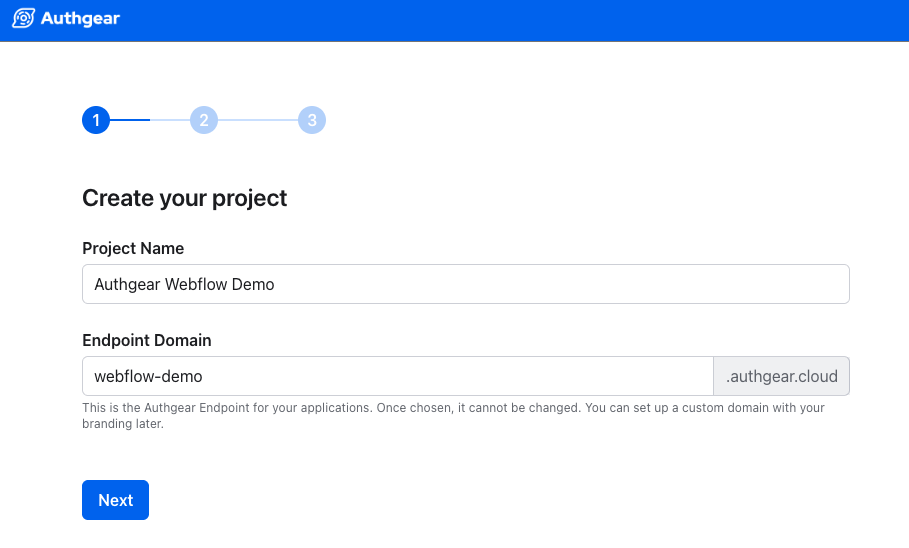 Authgear
1
2
3
Create your project
Project Name
Authgear Webflow Demo
Endpoint Domain
webflow-demo
.authgear.cloud
This is the Authgear Endpoint for your applications. Once chosen, it cannot be changed. You can set up a custom domain with your
branding later.
Next